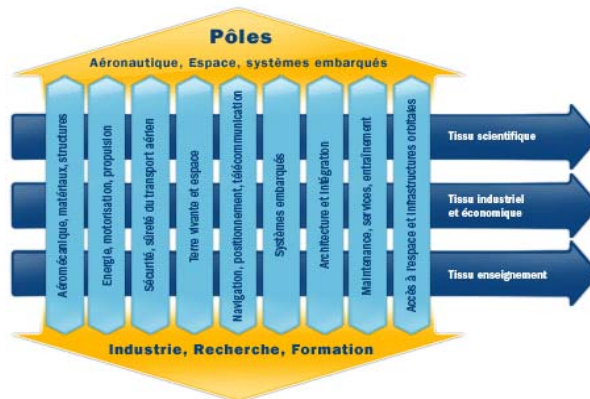 Pôles
Aéronautique, Espace, systèmes embarqués
Aéromécanique, matériaux, structures
Energie, motorisation, propulsion
Sécurité, sûreté du transport aérien
Terre vivante et espace
Navigation, positionnement, télécommunication
Systèmes embarqués
Architecture et intégration
Maintenance, services, entraînement
Accès à l'espace et infrastructures orbitales
Tissu scientifique
Tissu industriel
et économique
Tissu enseignement
Industrie, Recherche, Formation